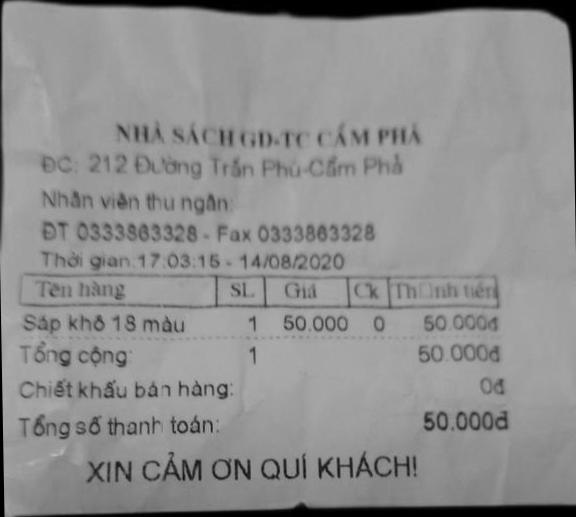 NHÀ SÁCH GD-TC CẨM PHẢ
ĐC: 212 Đường Trần Phú-Cẩm Phả
Nhân viên thu ngân:
ĐT 0333863328 - Fax 0333863328
Thời gian:17:03:15 - 14/08/2020
Tên hàng SL Giá Ck Th□nh tiền
Sáp khô 18 màu 1 50.000 0 50.000đ
Tổng cộng: 1 50.000đ
Chiết khấu bán hàng: 0đ
Tổng số thanh toán: 50.000đ
XIN CẢM ƠN QUÍ KHÁCH!